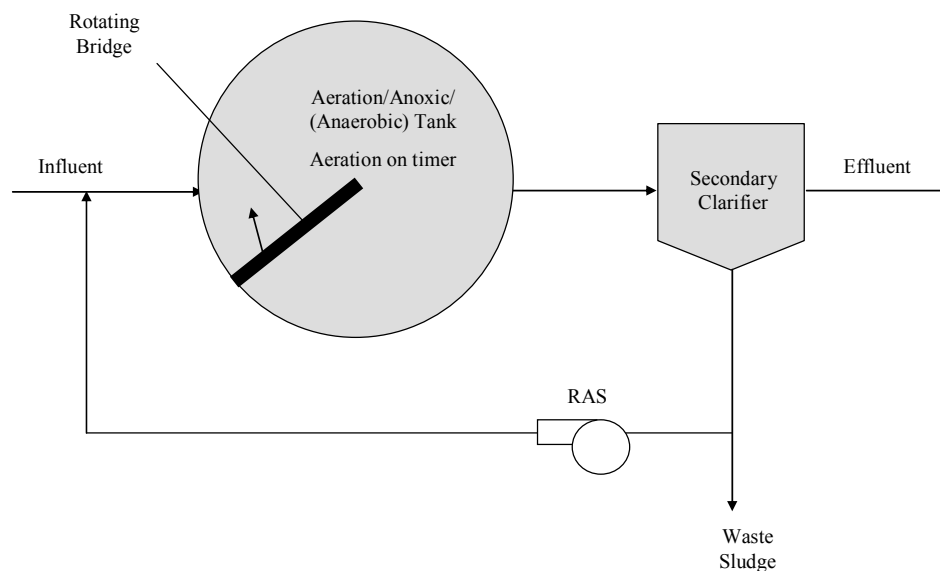 Rotating
Bridge
Aeration/Anoxic/
(Anaerobic) Tank
Aeration on timer
Influent
Secondary
Clarifier
Effluent
RAS
Waste
Sludge